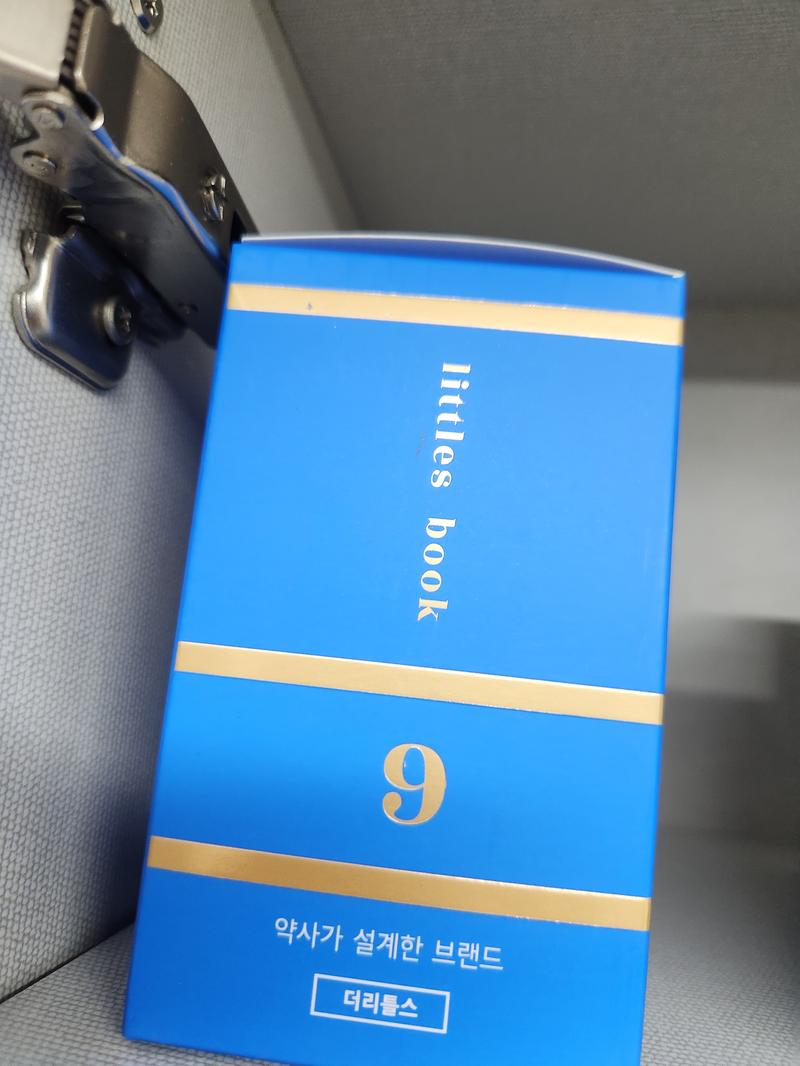 littles book
9
약사가 설계한 브랜드
더리틀스